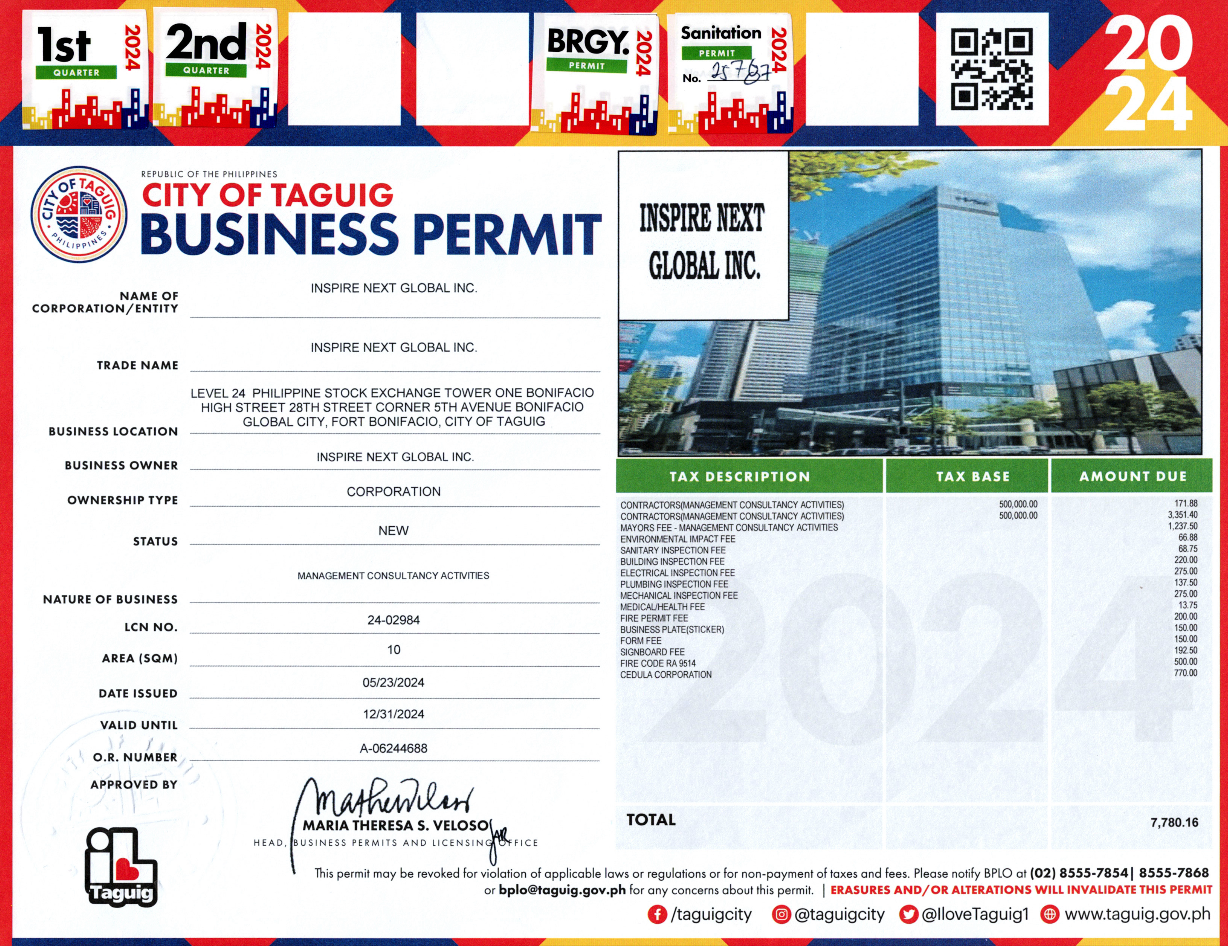 1st
QUARTER
2024
2nd
QUARTER
2024
BRGY.
PERMIT
2024
Sanitation
PERMIT
No. 25787
2024
20
24
CITY OF TAGUIG
PHILIPPINES
REPUBLIC OF THE PHILIPPINES
CITY OF TAGUIG
BUSINESS PERMIT
INSPIRE NEXT
GLOBAL INC.
NAME OF
CORPORATION/ENTITY
INSPIRE NEXT GLOBAL INC.
TRADE NAME
INSPIRE NEXT GLOBAL INC.
BUSINESS LOCATION
LEVEL 24 PHILIPPINE STOCK EXCHANGE TOWER ONE BONIFACIO
HIGH STREET 28TH STREET CORNER 5TH AVENUE BONIFACIO
GLOBAL CITY, FORT BONIFACIO, CITY OF TAGUIG
BUSINESS OWNER INSPIRE NEXT GLOBAL INC.
OWNERSHIP TYPE CORPORATION
STATUS NEW
NATURE OF BUSINESS MANAGEMENT CONSULTANCY ACTIVITIES
LCN NO. 24-02984
AREA (SQM) 10
DATE ISSUED 05/23/2024
VALID UNTIL 12/31/2024
O.R. NUMBER A-06244688
APPROVED BY
MARIA THERESA S. VELOSO
HEAD, BUSINESS PERMITS AND LICENSING OFFICE
TAX DESCRIPTION TAX BASE AMOUNT DUE
CONTRACTORS(MANAGEMENT CONSULTANCY ACTIVITIES) 500,000.00 171.88
CONTRACTORS(MANAGEMENT CONSULTANCY ACTIVITIES) 500,000.00 3,351.40
MAYORS FEE - MANAGEMENT CONSULTANCY ACTIVITIES 1,237.50
ENVIRONMENTAL IMPACT FEE 66.88
SANITARY INSPECTION FEE 68.75
BUILDING INSPECTION FEE 220.00
ELECTRICAL INSPECTION FEE 275.00
PLUMBING INSPECTION FEE 137.50
MECHANICAL INSPECTION FEE 275.00
MEDICAL/HEALTH FEE 13.75
FIRE PERMIT FEE 200.00
BUSINESS PLATE(STICKER) 150.00
FORM FEE 150.00
SIGNBOARD FEE 192.50
FIRE CODE RA 9514 500.00
CEDULA CORPORATION 770.00
2024
TOTAL 7,780.16
iL
Taguig
This permit may be revoked for violation of applicable laws or regulations or for non-payment of taxes and fees. Please notify BPLO at (02) 8555-7854| 8555-7868
or bplo@taguig.gov.ph for any concerns about this permit. | ERASURES AND/OR ALTERATIONS WILL INVALIDATE THIS PERMIT
/taguigcity @taguigcity @IloveTaguig1 www.taguig.gov.ph